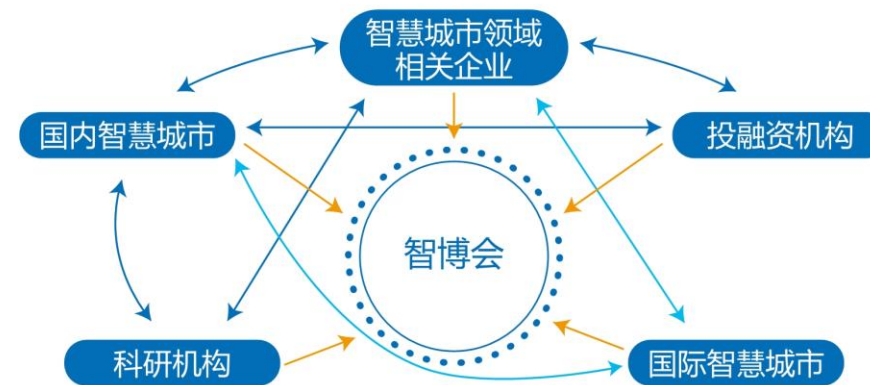 智慧城市领域
相关企业
国内智慧城市
投融资机构
智博会
科研机构
国际智慧城市